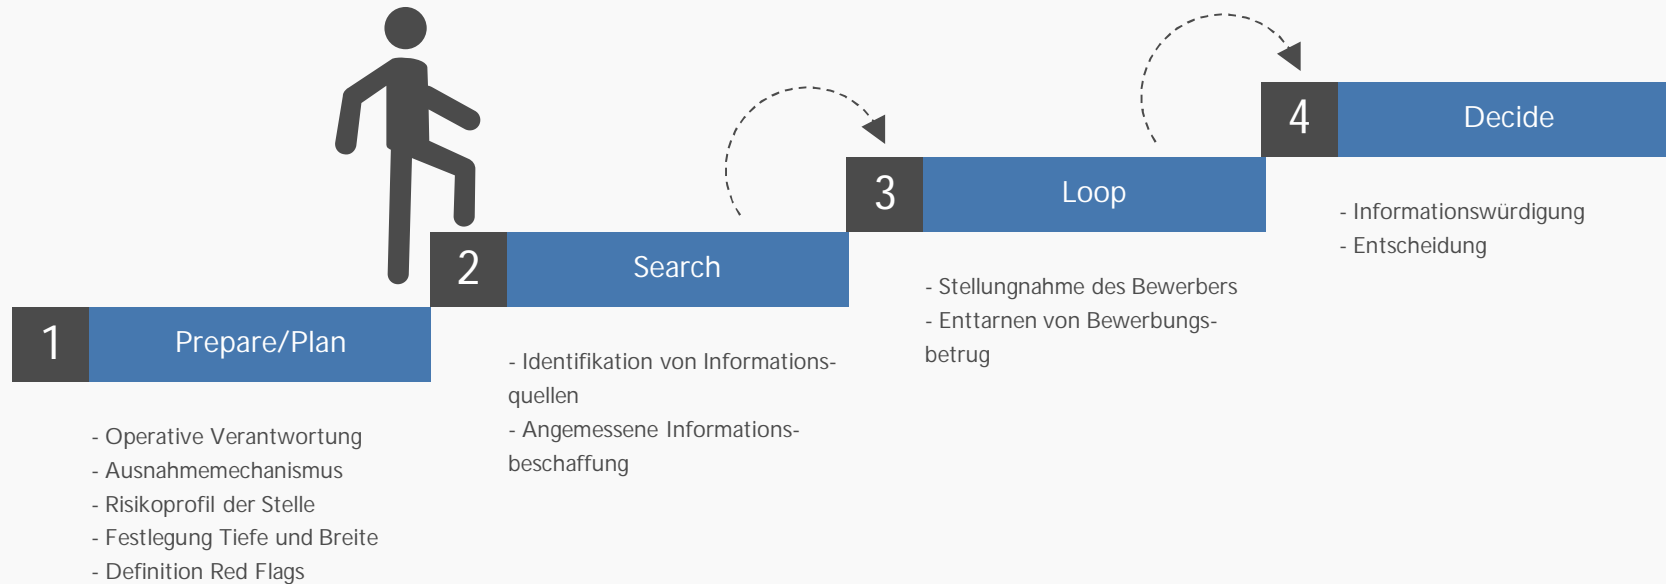 1
Prepare/Plan
- Operative Verantwortung
- Ausnahmemechanismus
- Risikoprofil der Stelle
- Festlegung Tiefe und Breite
- Definition Red Flags
2
Search
- Identifikation von Informations-
quellen
- Angemessene Informations-
beschaffung
3
Loop
- Stellungnahme des Bewerbers
- Enttarnen von Bewerbungs-
betrug
4
Decide
- Informationswürdigung
- Entscheidung